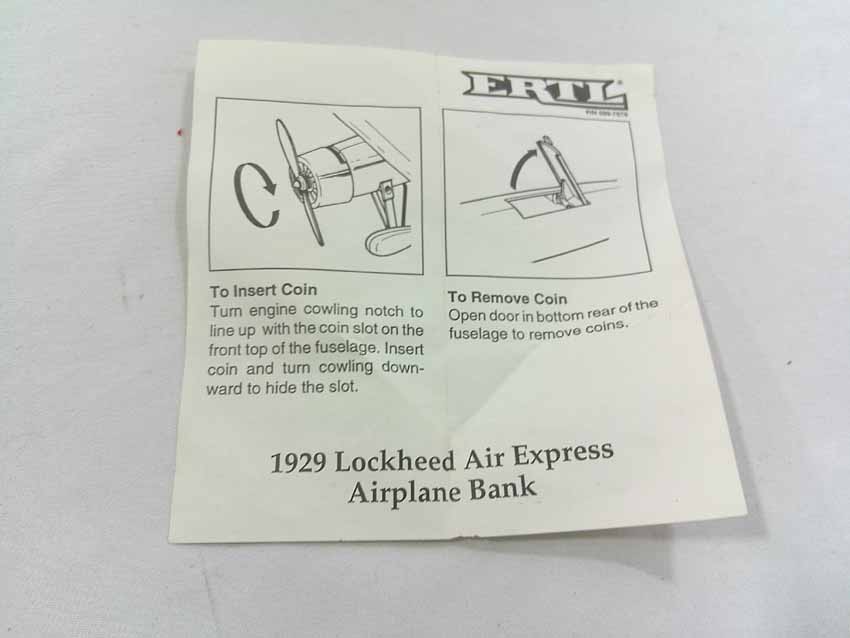 ERTL®
To Insert Coin
Turn engine cowling notch to
line up with the coin slot on the
front top of the fuselage. Insert
coin and turn cowling down-
ward to hide the slot.
To Remove Coin
Open door in bottom rear of the
fuselage to remove coins.
1929 Lockheed Air Express
Airplane Bank